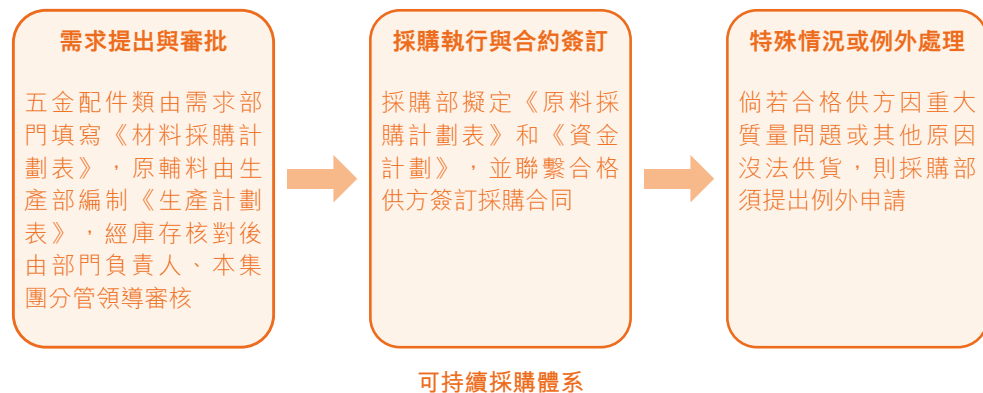 需求提出與審批
五金配件類由需求部
門填寫《材料採購計
劃表》，原輔料由生
產部編制《生產計劃
表》，經庫存核對後
由部門負責人、本集
團分管領導審核
採購執行與合約簽訂
採購部擬定《原料採
購計劃表》和《資金
計劃》，並聯繫合格
供方簽訂採購合同
特殊情況或例外處理
倘若合格供方因重大
質量問題或其他原因
沒法供貨，則採購部
須提出例外申請
可持續採購體系